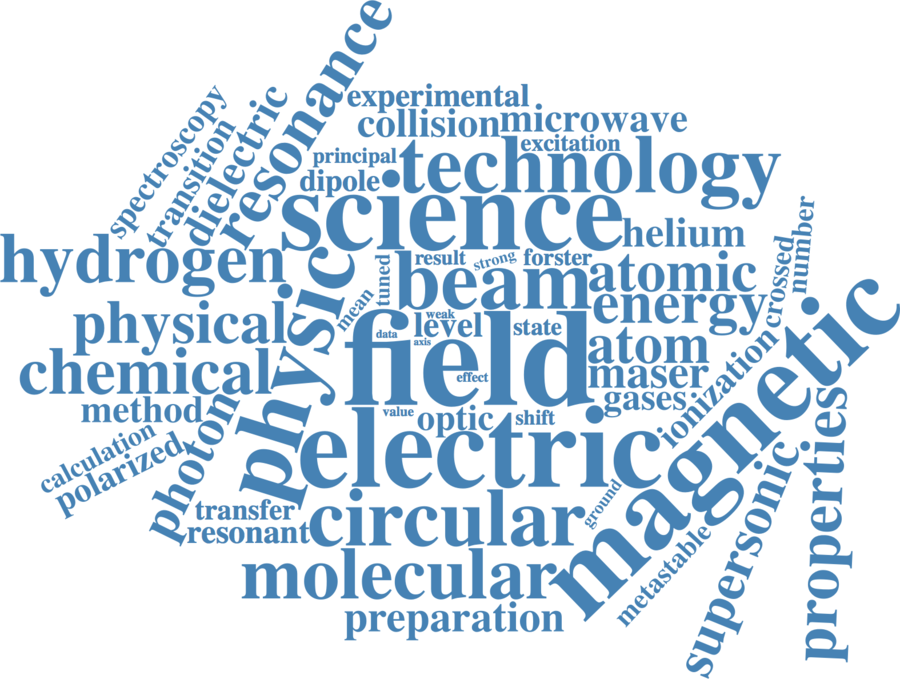 resonance
experimental
spectroscopy
transition
dielectric
collision
microwave
excitation
principal
technology
dipole
science
helium
number
crossed
hydrogen
physic
tuned
result
strong
forster
beam
atomic
energy
mean
physical
weak
level
state
data
axis
field
atom
magnetic
chemical
effect
maser
ionization
gases
method
photon
value
optic
shift
properties
calculation
polarized
electric
supersonic
transfer
resonant
circular
ground
metastable
molecular
preparation